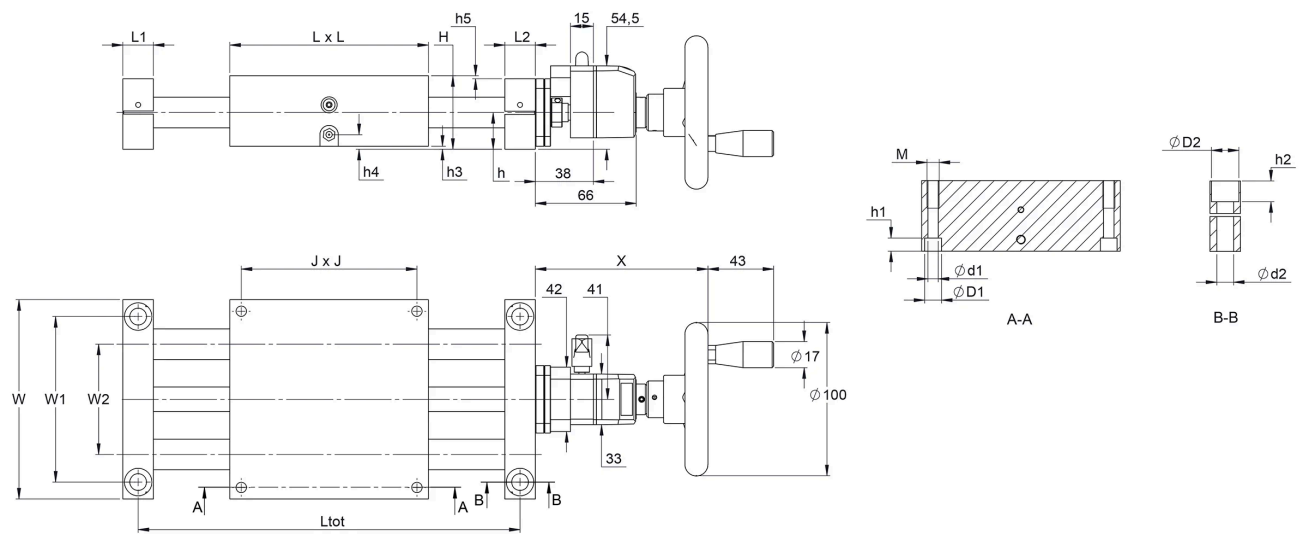 h5
15
54,5
L1
L x L
H
L2
h4
h3
h
38
66
M
Ø D2
h2
h1
Ø d1
Ø D1
Ø d2
A-A
B-B
J x J
X
43
42
41
W
W1
W2
Ø 17
Ø 100
33
A
A
B
B
Ltot